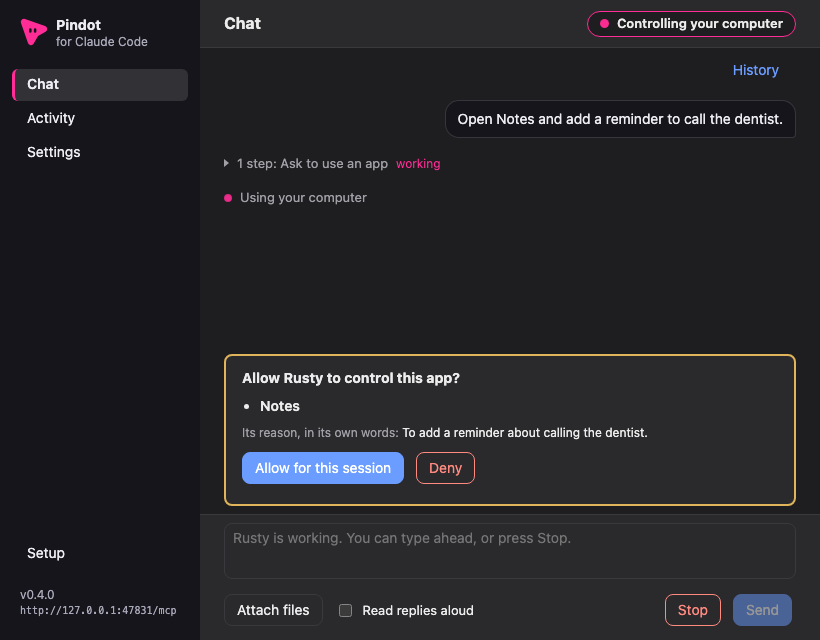 Pindot
for Claude Code
Chat
Activity
Settings
Setup
v0.4.0
http://127.0.0.1:47831/mcp
Chat
Controlling your computer
History
Open Notes and add a reminder to call the dentist.
1 step: Ask to use an app working
Using your computer
Allow Rusty to control this app?
• Notes
Its reason, in its own words: To add a reminder about calling the dentist.
Allow for this session
Deny
Rusty is working. You can type ahead, or press Stop.
Attach files
Read replies aloud
Stop
Send